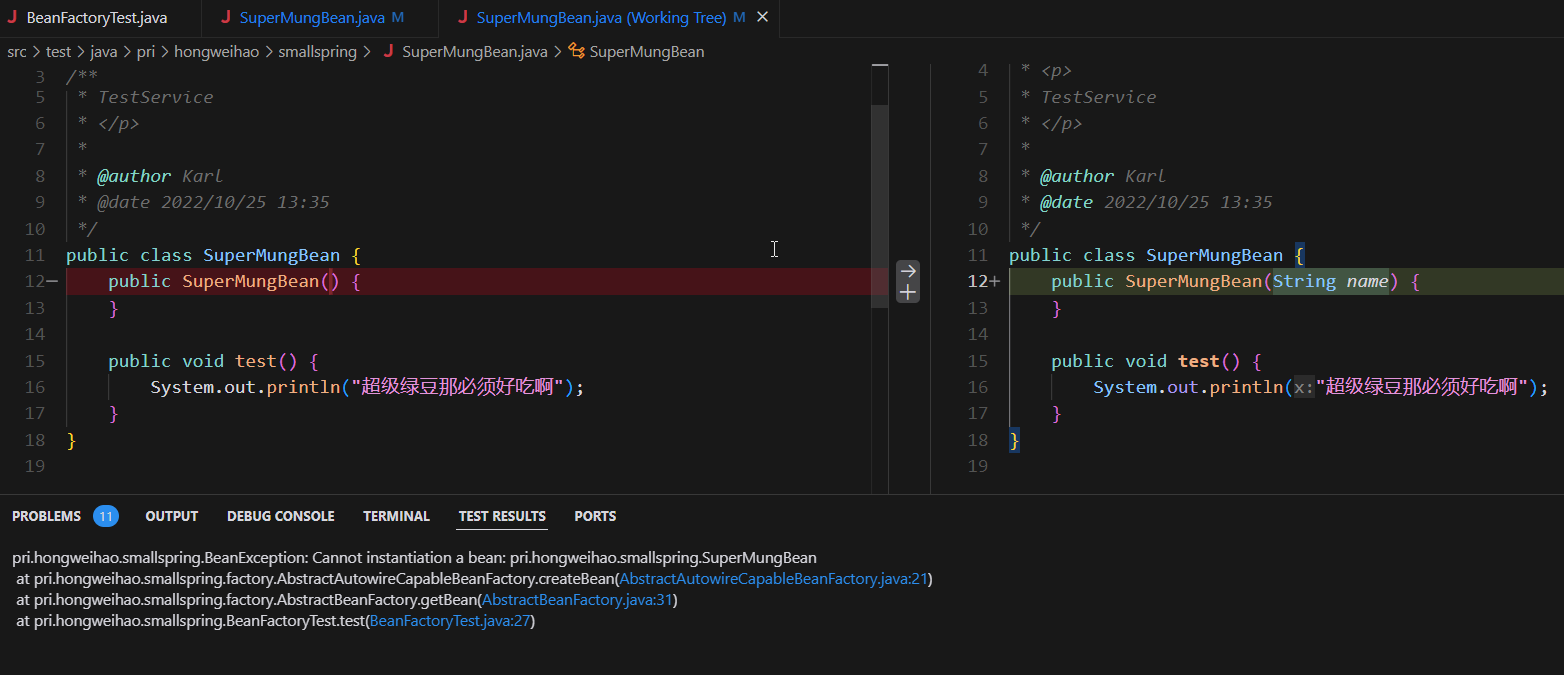 BeanFactoryTest.java
SuperMungBean.java M
SuperMungBean.java (Working Tree) M
src > test > java > pri > hongweihao > smallspring > SuperMungBean.java > SuperMungBean
3 /**
5 * TestService
6 * </p>
7 *
8 * @author Karl
9 * @date 2022/10/25 13:35
10 */
11 public class SuperMungBean {
12− public SuperMungBean() {
13 }
14
15 public void test() {
16 System.out.println("超级绿豆那必须好吃啊");
17 }
18 }
19
4 * <p>
5 * TestService
6 * </p>
7 *
8 * @author Karl
9 * @date 2022/10/25 13:35
10 */
11 public class SuperMungBean {
12+ public SuperMungBean(String name) {
13 }
14
15 public void test() {
16 System.out.println(x:"超级绿豆那必须好吃啊");
17 }
18 }
19
PROBLEMS 11 OUTPUT DEBUG CONSOLE TERMINAL TEST RESULTS PORTS
pri.hongweihao.smallspring.BeanException: Cannot instantiation a bean: pri.hongweihao.smallspring.SuperMungBean
at pri.hongweihao.smallspring.factory.AbstractAutowireCapableBeanFactory.createBean(AbstractAutowireCapableBeanFactory.java:21)
at pri.hongweihao.smallspring.factory.AbstractBeanFactory.getBean(AbstractBeanFactory.java:31)
at pri.hongweihao.smallspring.BeanFactoryTest.test(BeanFactoryTest.java:27)